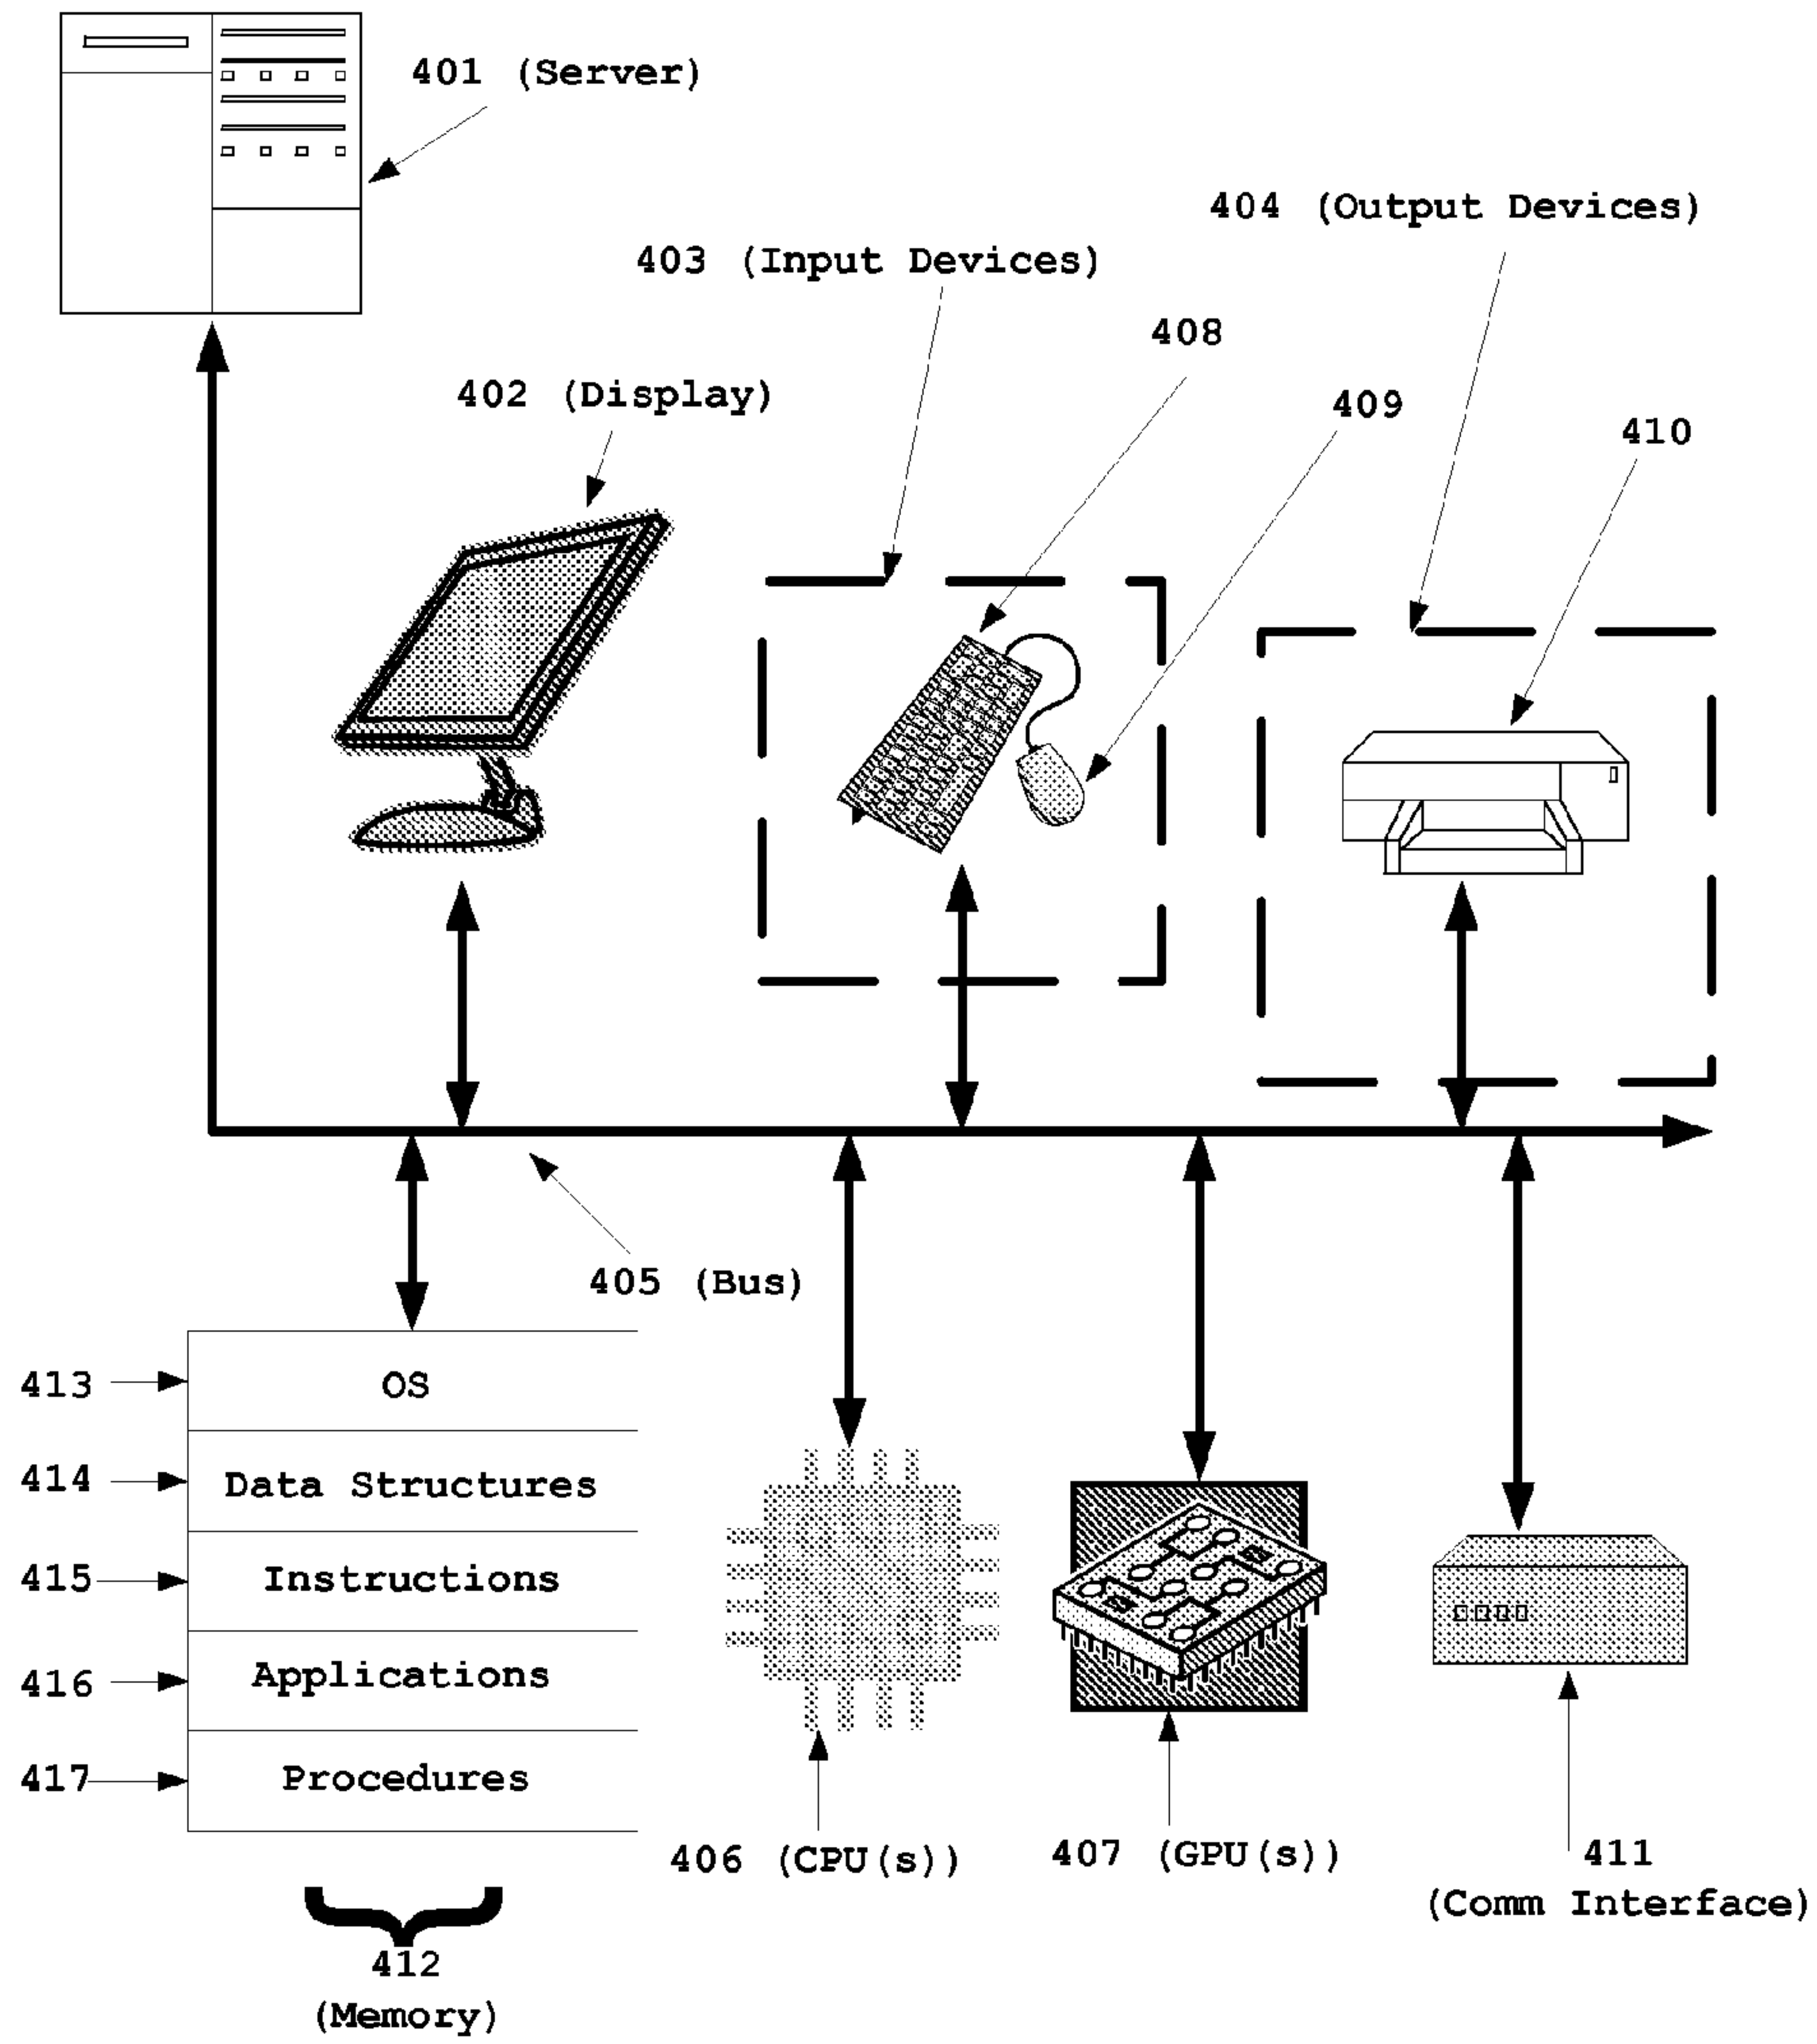 401 (Server)
404 (Output Devices)
403 (Input Devices)
408
402 (Display)
409
410
405 (Bus)
413
OS
414
Data Structures
415
Instructions
416
Applications
417
Procedures
406 (CPU(s))
407 (GPU(s))
411
(Comm Interface)
412
(Memory)